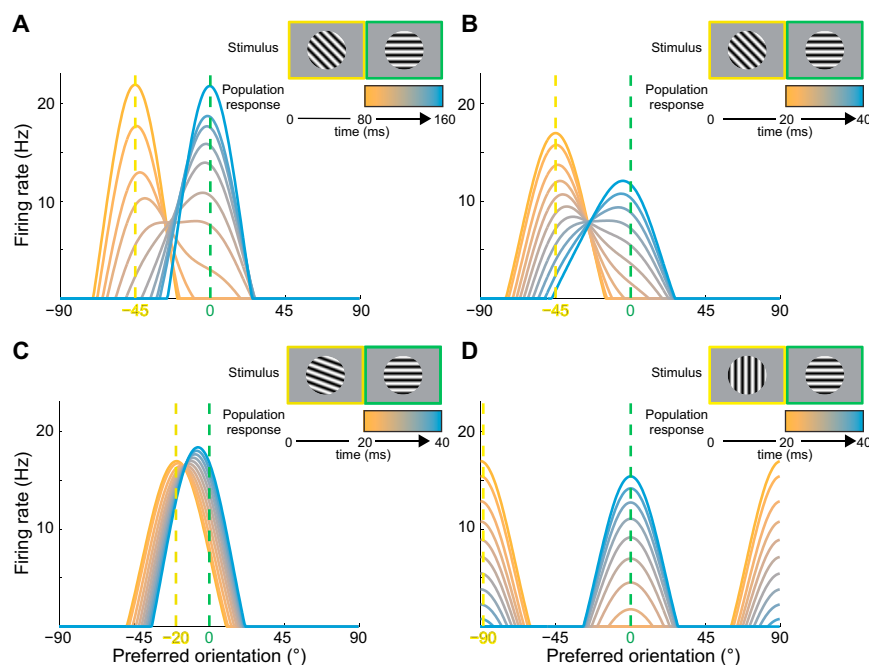 A
Stimulus
Population
response
0
80
160
time (ms)
Firing rate (Hz)
20
10
−90
−45
0
45
90
B
Stimulus
Population
response
0
20
40
time (ms)
20
10
−90
−45
0
45
90
C
Stimulus
Population
response
0
20
40
time (ms)
Firing rate (Hz)
20
10
−90
−45
−20
0
45
90
Preferred orientation (°)
D
Stimulus
Population
response
0
20
40
time (ms)
20
10
−90
−45
0
45
90
Preferred orientation (°)